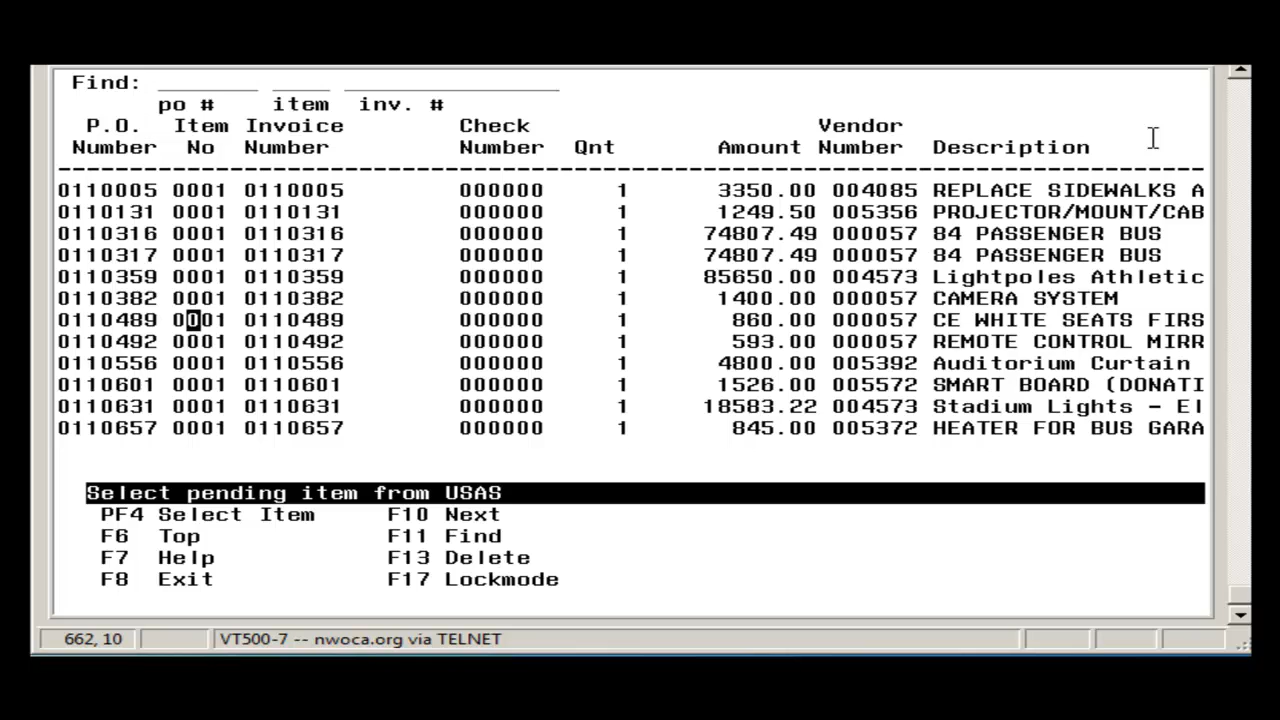 Find: __________ ______ _______________
po # item inv. #
P.O. Item Invoice Check Vendor
Number No Number Number Qnt Amount Number Description
--------------------------------------------------------------------------------
0110005 0001 0110005 000000 1 3350.00 004085 REPLACE SIDEWALKS A
0110131 0001 0110131 000000 1 1249.50 005356 PROJECTOR/MOUNT/CAB
0110316 0001 0110316 000000 1 74807.49 000057 84 PASSENGER BUS
0110317 0001 0110317 000000 1 74807.49 000057 84 PASSENGER BUS
0110359 0001 0110359 000000 1 85650.00 004573 Lightpoles Athletic
0110382 0001 0110382 000000 1 1400.00 000057 CAMERA SYSTEM
0110489 0001 0110489 000000 1 860.00 000057 CE WHITE SEATS FIRS
0110492 0001 0110492 000000 1 593.00 000057 REMOTE CONTROL MIRR
0110556 0001 0110556 000000 1 4800.00 005392 Auditorium Curtain
0110601 0001 0110601 000000 1 1526.00 005572 SMART BOARD (DONATI
0110631 0001 0110631 000000 1 18583.22 004573 Stadium Lights - El
0110657 0001 0110657 000000 1 845.00 005372 HEATER FOR BUS GARA
Select pending item from USAS
PF4 Select Item F10 Next
F6 Top F11 Find
F7 Help F13 Delete
F8 Exit F17 Lockmode
662, 10 VT500-7 -- nwoca.org via TELNET